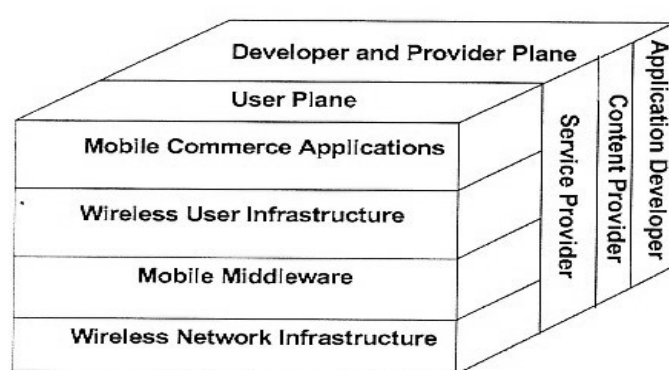 Developer and Provider Plane
User Plane
Mobile Commerce Applications
Wireless User Infrastructure
Mobile Middleware
Wireless Network Infrastructure
Service Provider
Content Provider
Application Developer